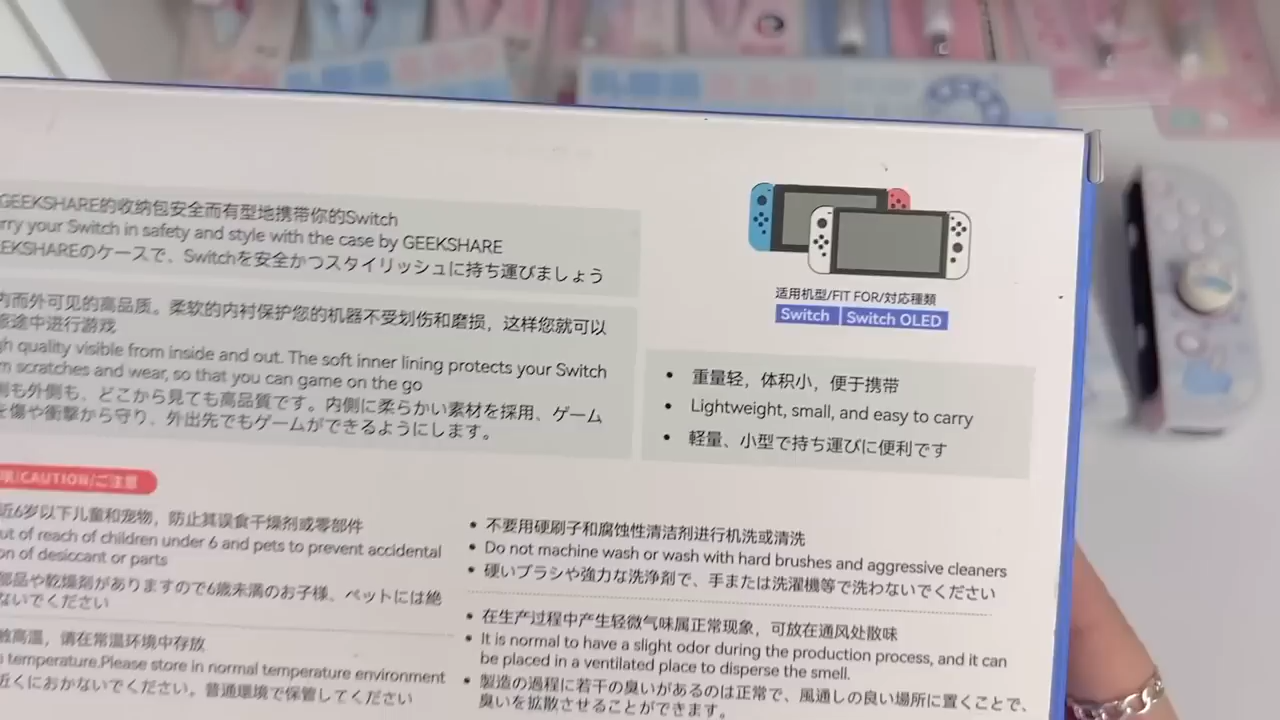 GEEKSHARE的收纳包安全而有型地携带你的Switch
rry your Switch in safety and style with the case by GEEKSHARE
EEKSHAREのケースで、Switchを安全かつスタイリッシュに持ち運びましょう
内而外可见的高品质。柔软的内衬保护您的机器不受划伤和磨损，这样您就可以
旅途中进行游戏
gh quality visible from inside and out. The soft inner lining protects your Switch
m scratches and wear, so that you can game on the go
側も外側も、どこから見ても高品質です。内側に柔らかい素材を採用、ゲーム
を傷や衝撃から守り、外出先でもゲームができるようにします。
适用机型/FIT FOR/対応種類
Switch Switch OLED
• 重量轻，体积小，便于携带
• Lightweight, small, and easy to carry
• 軽量、小型で持ち運びに便利です
项/CAUTION/ご注意
近6岁以下儿童和宠物，防止其误食干燥剂或零部件
ut of reach of children under 6 and pets to prevent accidental
on of desiccant or parts
部品や乾燥剤がありますので6歳未満のお子様、ペットには絶
ないでください
触高温，请在常温环境中存放
temperature.Please store in normal temperature environment
近くにおかないでください。普通環境で保管してください
• 不要用硬刷子和腐蚀性清洁剂进行机洗或清洗
• Do not machine wash or wash with hard brushes and aggressive cleaners
• 硬いブラシや強力な洗浄剤で、手または洗濯機等で洗わないでください
• 在生产过程中产生轻微气味属正常现象，可放在通风处散味
• It is normal to have a slight odor during the production process, and it can
be placed in a ventilated place to disperse the smell.
• 製造の過程に若干の臭いがあるのは正常で、風通しの良い場所に置くことで、
臭いを拡散させることができます。